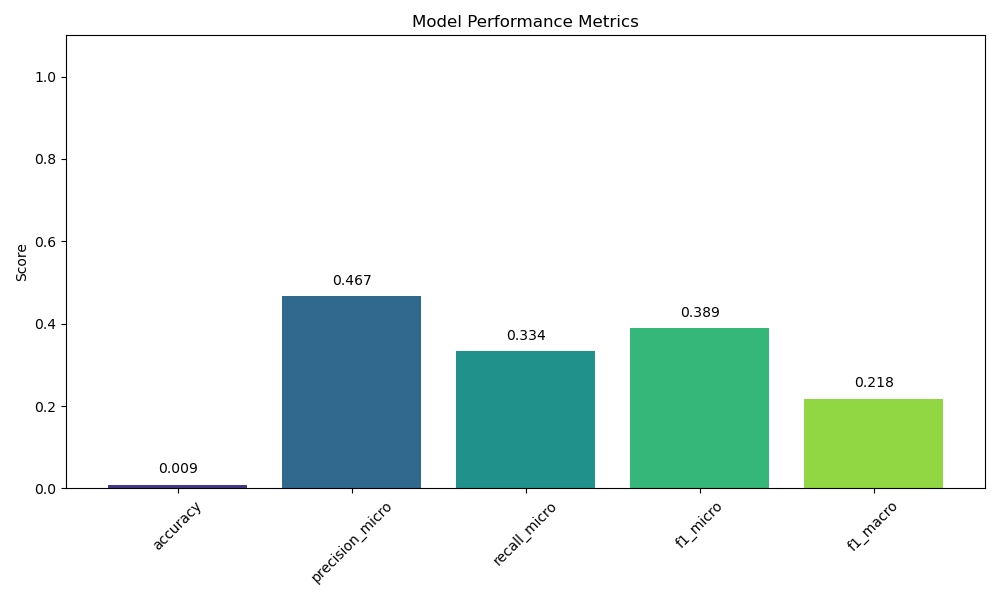 Model Performance Metrics
Score
1.0
0.8
0.6
0.4
0.2
0.0
0.009
0.467
0.334
0.389
0.218
accuracy
precision_micro
recall_micro
f1_micro
f1_macro